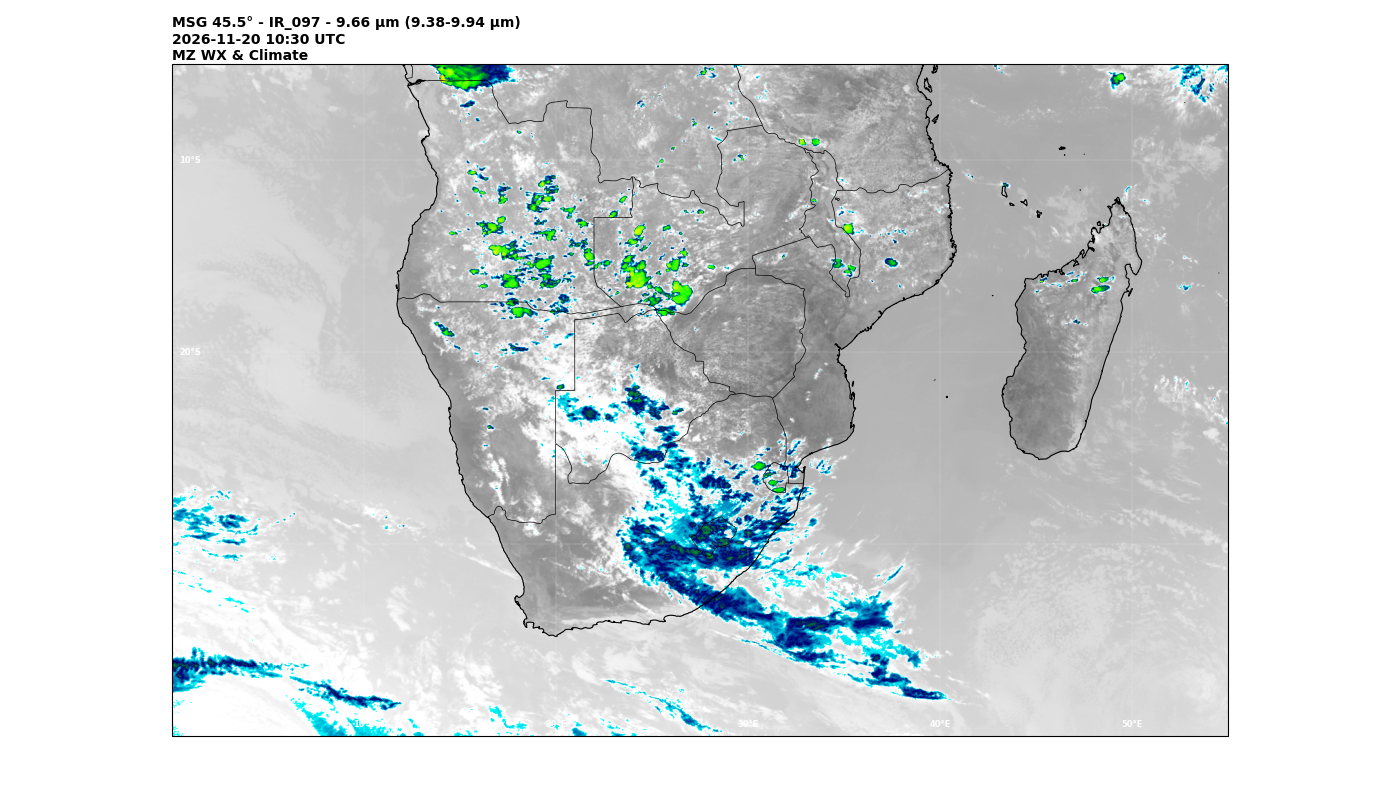 MSG 45.5° - IR_097 - 9.66 µm (9.38-9.94 µm)
2026-11-20 10:30 UTC
MZ WX & Climate
10°S
20°S
30°E
40°E
50°E